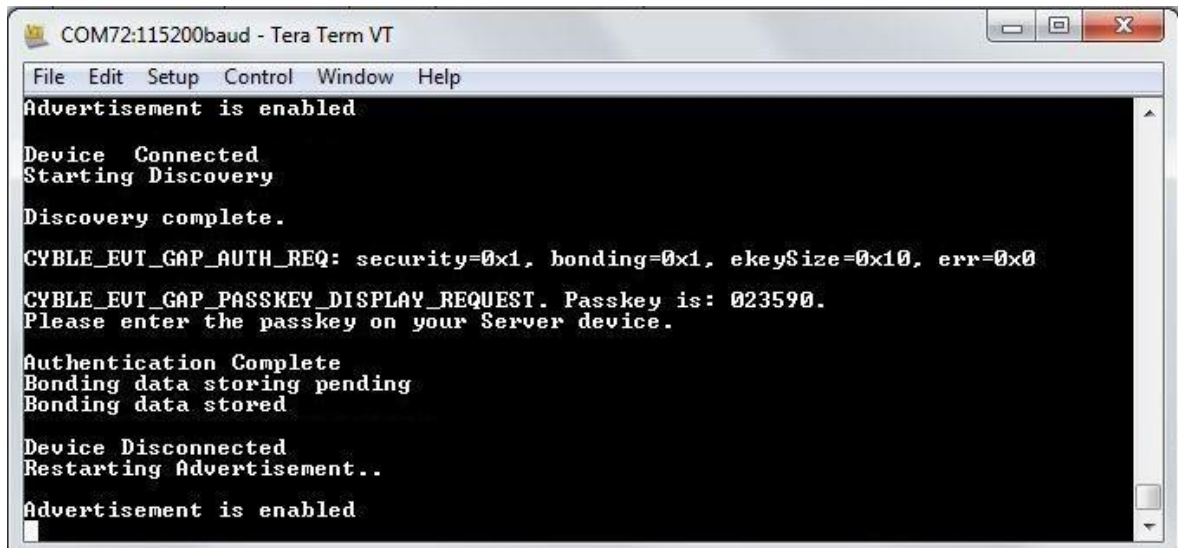 COM72:115200baud - Tera Term VT
File Edit Setup Control Window Help
Advertisement is enabled
Device  Connected
Starting Discovery
Discovery complete.
CYBLE_EVT_GAP_AUTH_REQ: security=0x1, bonding=0x1, ekeySize=0x10, err=0x0
CYBLE_EVT_GAP_PASSKEY_DISPLAY_REQUEST. Passkey is: 023590.
Please enter the passkey on your Server device.
Authentication Complete
Bonding data storing pending
Bonding data stored
Device Disconnected
Restarting Advertisement..
Advertisement is enabled